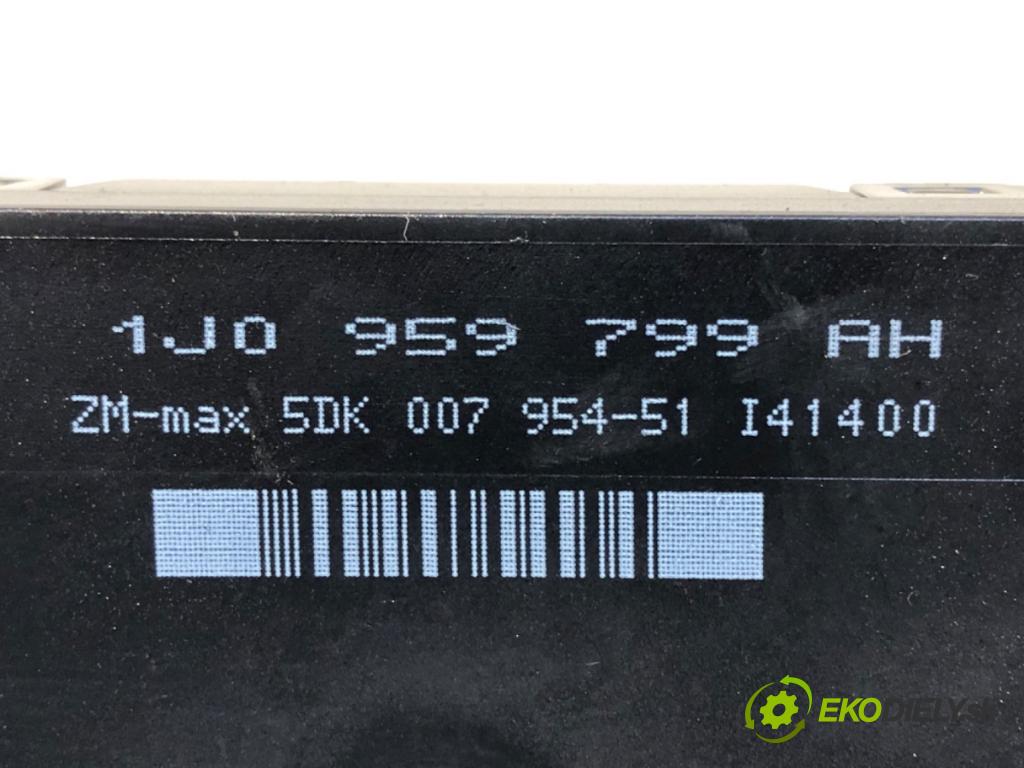 1J0 959 799 AH
ZM-max 5DK 007 954-51 I41400
EKODIELY.sk